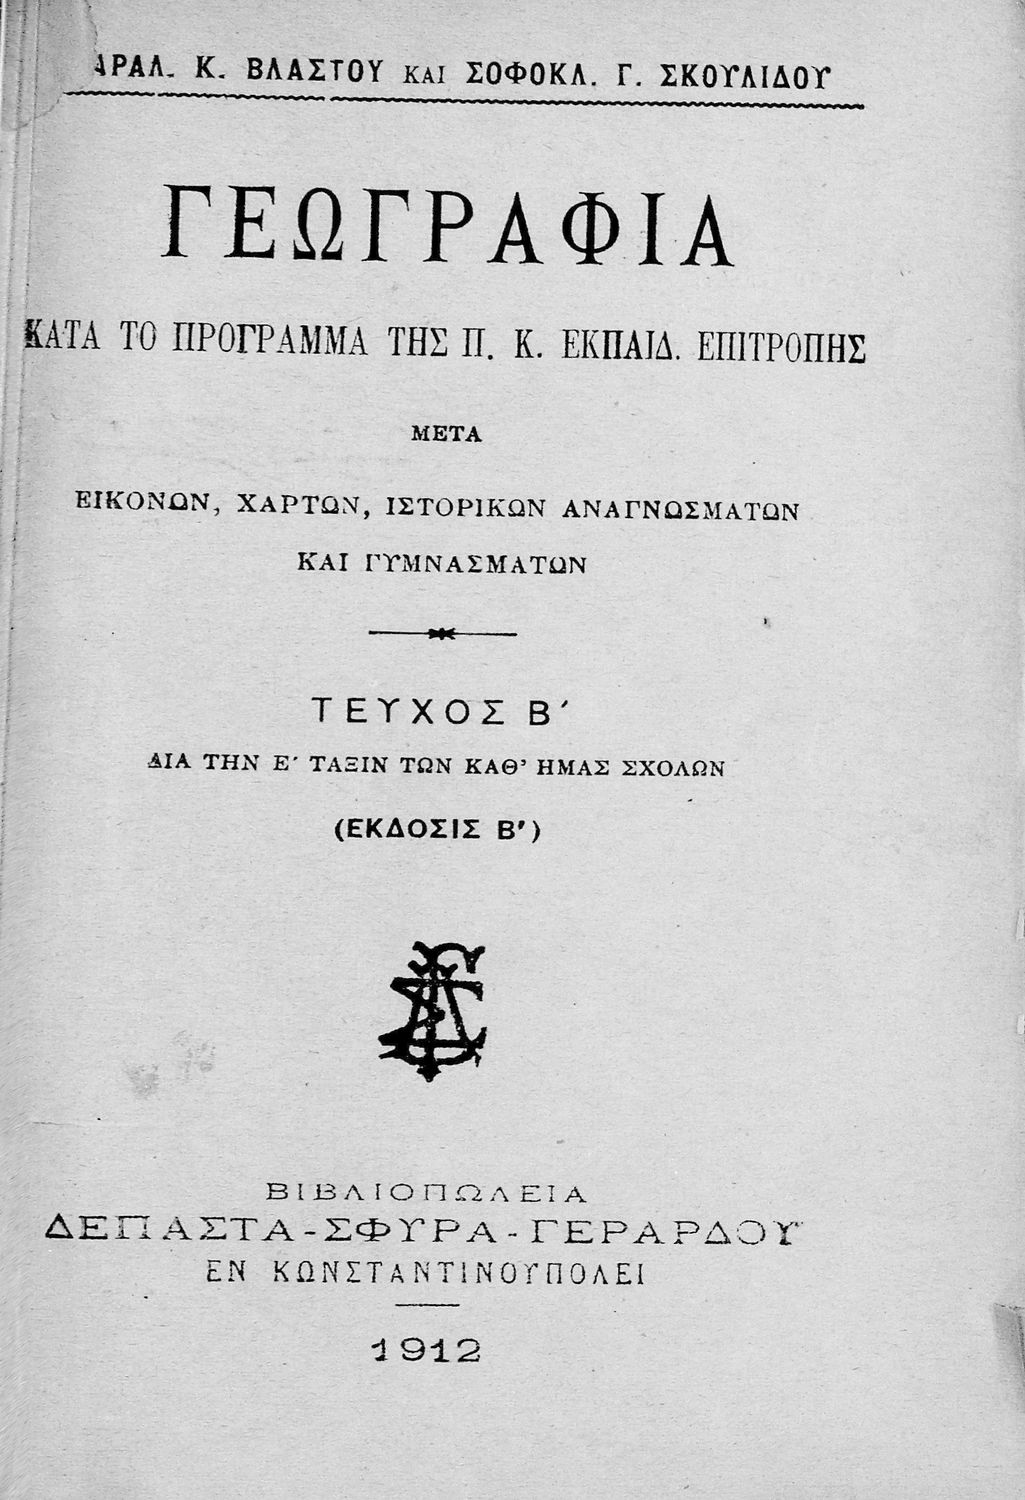 ΑΡΑΛ. Κ. ΒΛΑΣΤΟΥ ΚΑΙ ΣΟΦΟΚΛ. Γ. ΣΚΟΥΛΙΔΟΥ
ΓΕΩΓΡΑΦΙΑ
ΚΑΤΑ ΤΟ ΠΡΟΓΡΑΜΜΑ ΤΗΣ Π. Κ. ΕΚΠΑΙΔ. ΕΠΙΤΡΟΠΗΣ
ΜΕΤΑ
ΕΙΚΟΝΩΝ, ΧΑΡΤΩΝ, ΙΣΤΟΡΙΚΩΝ ΑΝΑΓΝΩΣΜΑΤΩΝ
ΚΑΙ ΓΥΜΝΑΣΜΑΤΩΝ
ΤΕΥΧΟΣ Β΄
ΔΙΑ ΤΗΝ Ε΄ ΤΑΞΙΝ ΤΩΝ ΚΑΘ' ΗΜΑΣ ΣΧΟΛΩΝ
(ΕΚΔΟΣΙΣ Β')
ΒΙΒΛΙΟΠΩΛΕΙΑ
ΔΕΠΑΣΤΑ-ΣΦΥΡΑ-ΓΕΡΑΡΔΟΥ
ΕΝ ΚΩΝΣΤΑΝΤΙΝΟΥΠΟΛΕΙ
1912